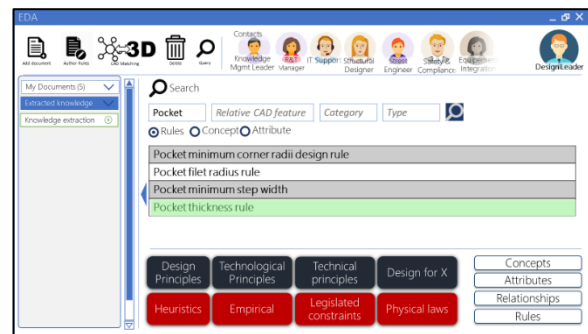 EDA
Contacts
Add document
Author Rules
CAD Matching
3D
Delete
Query
Knowledge Mgmt Leader
R&T Manager
IT Support
Structural Designer
Stress Engineer
Safety & Compliance
Equipement Integration
DesignLeader
My Documents (5)
Extracted knowledge
Knowledge extraction
Search
Pocket
Relative CAD feature
Category
Type
Rules
Concept
Attribute
Pocket minimum corner radii design rule
Pocket filet radius rule
Pocket minimum step width
Pocket thickness rule
Design Principles
Technological Principles
Technical principles
Design for X
Heuristics
Empirical
Legislated constraints
Physical laws
Concepts
Attributes
Relationships
Rules